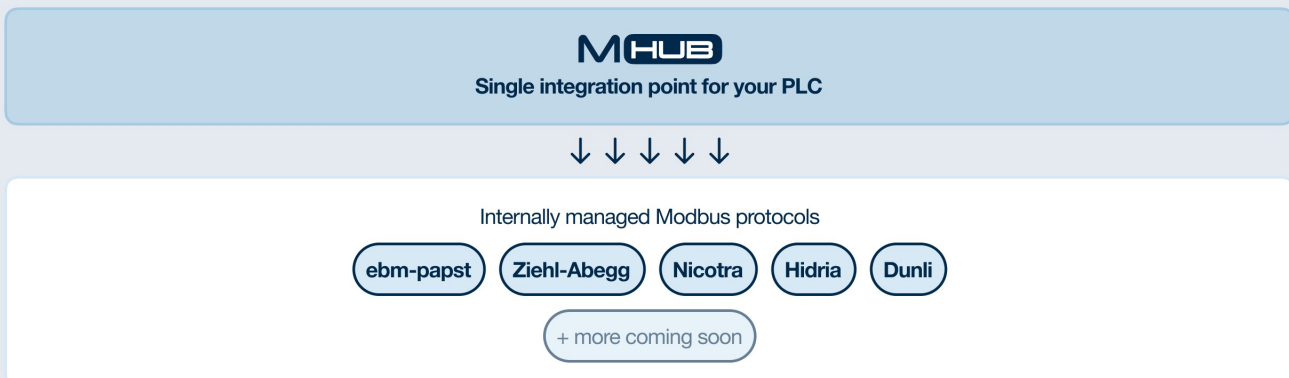 MHUB
Single integration point for your PLC
Internally managed Modbus protocols
ebm-papst Ziehl-Abegg Nicotra Hidria Dunli
+ more coming soon